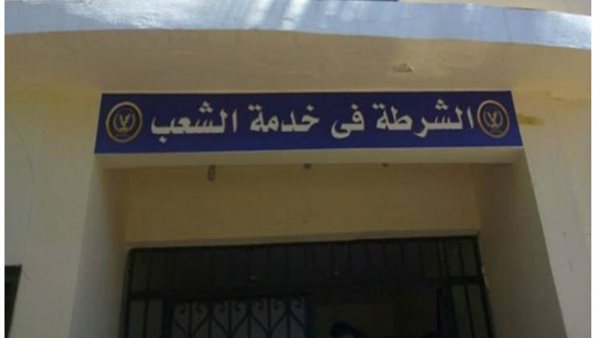 الشرطة فى خدمة الشعب